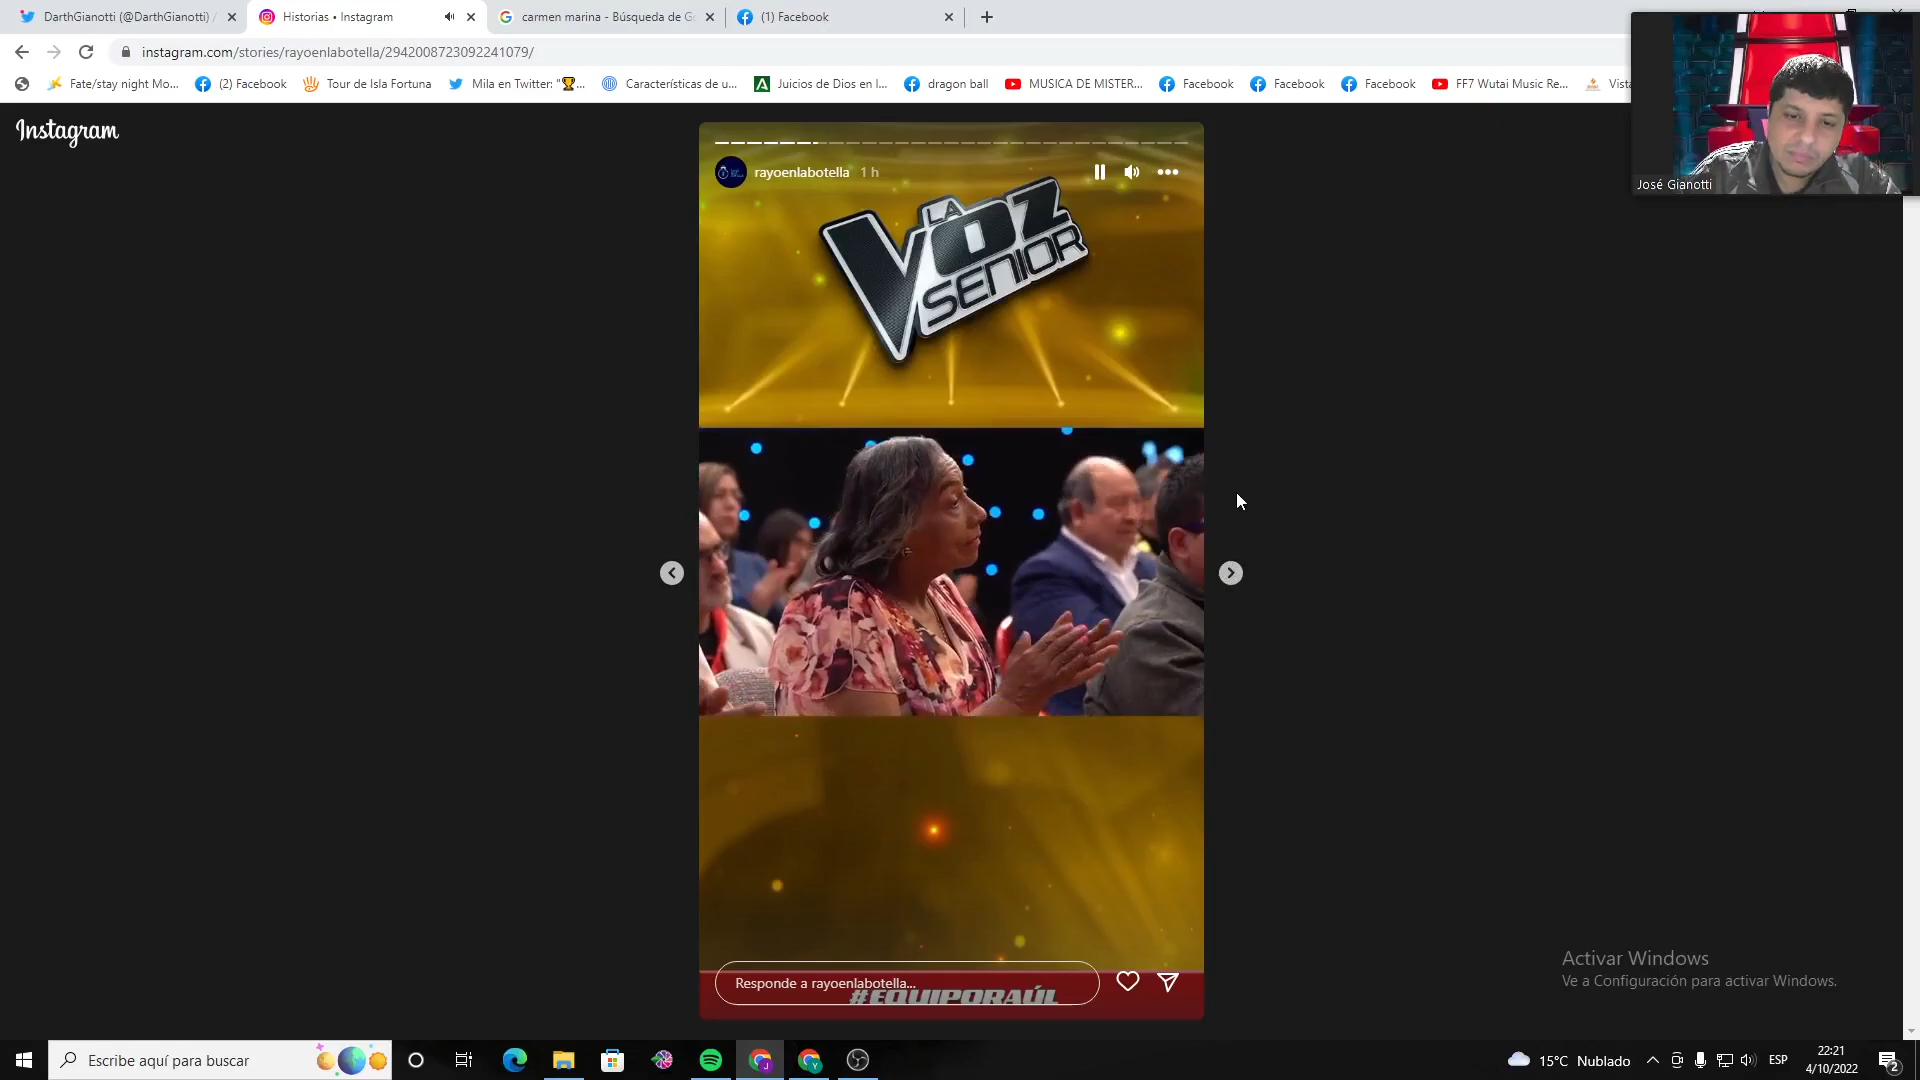 DarthGianotti (@DarthGianotti) /
Historias • Instagram
carmen marina - Búsqueda de Go
(1) Facebook
instagram.com/stories/rayoenlabotella/2942008723092241079/
Fate/stay night Mo...
(2) Facebook
Tour de Isla Fortuna
Mila en Twitter: "🏆...
Características de u...
Juicios de Dios en l...
dragon ball
MUSICA DE MISTER...
Facebook
Facebook
Facebook
FF7 Wutai Music Re...
Vista
José Gianotti
Instagram
rayoenlabotella 1 h
LA
VOZ
SENIOR
Responde a rayoenlabotella...
#EQUIPORAÚL
Activar Windows
Ve a Configuración para activar Windows.
Escribe aquí para buscar
15°C Nublado
ESP
22:21
4/10/2022
2